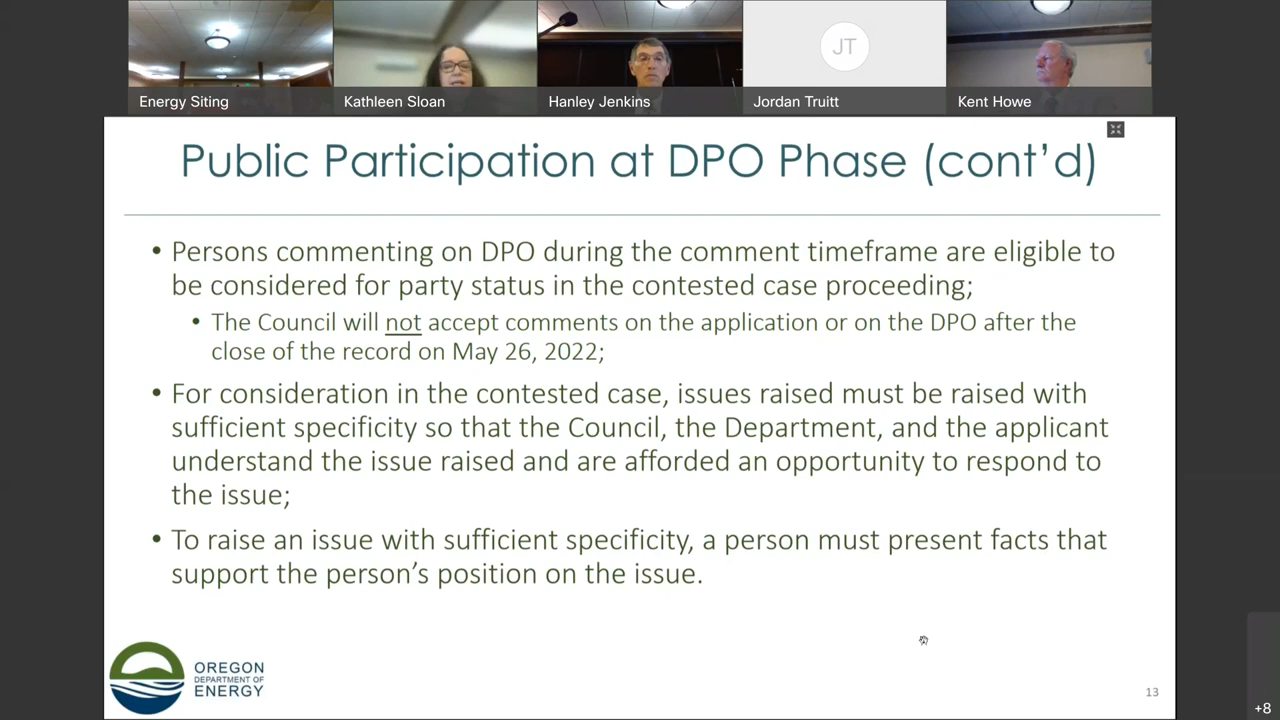 Energy Siting
Kathleen Sloan
Hanley Jenkins
JT
Jordan Truitt
Kent Howe
Public Participation at DPO Phase (cont’d)
• Persons commenting on DPO during the comment timeframe are eligible to
be considered for party status in the contested case proceeding;
• The Council will not accept comments on the application or on the DPO after the
close of the record on May 26, 2022;
• For consideration in the contested case, issues raised must be raised with
sufficient specificity so that the Council, the Department, and the applicant
understand the issue raised and are afforded an opportunity to respond to
the issue;
• To raise an issue with sufficient specificity, a person must present facts that
support the person’s position on the issue.
OREGON
DEPARTMENT OF
ENERGY
13
+8